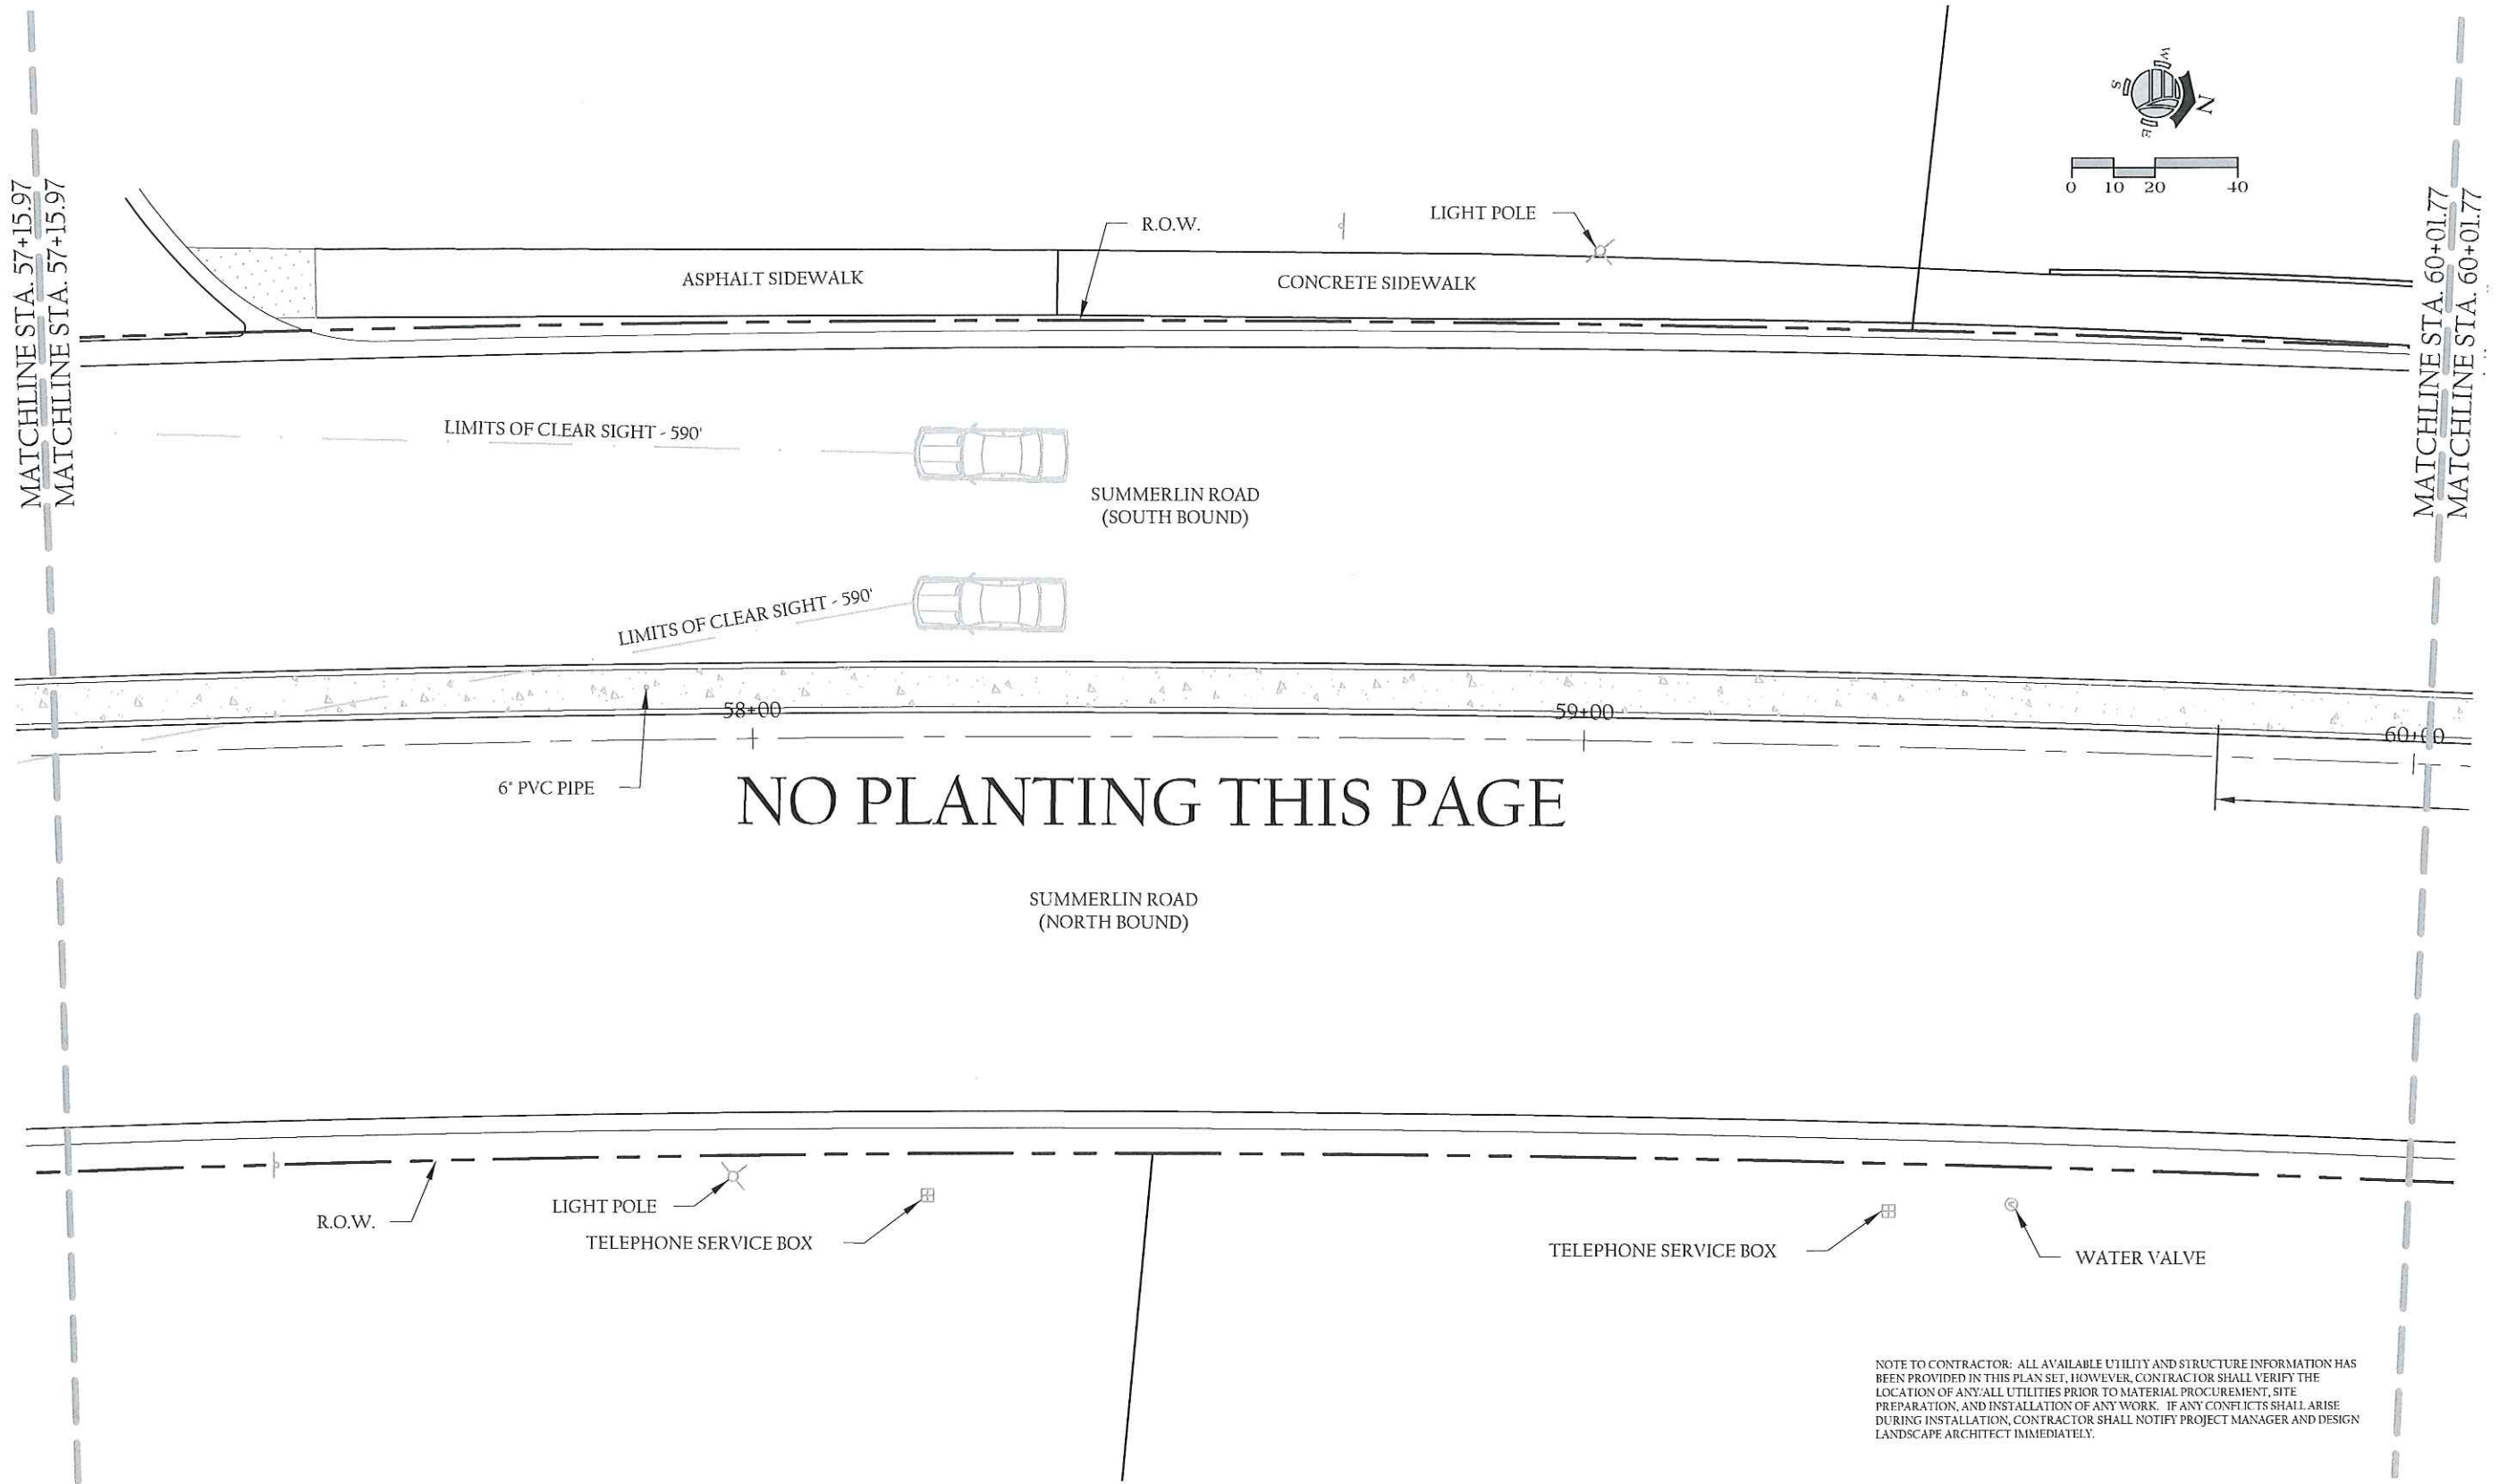 W
S
N
E
0 10 20 40
MATCHLINE STA. 57+15.97
MATCHLINE STA. 57+15.97
MATCHLINE STA. 60+01.77
MATCHLINE STA. 60+01.77
R.O.W.
LIGHT POLE
ASPHALT SIDEWALK
CONCRETE SIDEWALK
LIMITS OF CLEAR SIGHT - 590'
SUMMERLIN ROAD
(SOUTH BOUND)
LIMITS OF CLEAR SIGHT - 590'
58+00
59+00
60+00
6" PVC PIPE
NO PLANTING THIS PAGE
SUMMERLIN ROAD
(NORTH BOUND)
R.O.W.
LIGHT POLE
TELEPHONE SERVICE BOX
TELEPHONE SERVICE BOX
WATER VALVE
NOTE TO CONTRACTOR: ALL AVAILABLE UTILITY AND STRUCTURE INFORMATION HAS
BEEN PROVIDED IN THIS PLAN SET, HOWEVER, CONTRACTOR SHALL VERIFY THE
LOCATION OF ANY/ALL UTILITIES PRIOR TO MATERIAL PROCUREMENT, SITE
PREPARATION, AND INSTALLATION OF ANY WORK. IF ANY CONFLICTS SHALL ARISE
DURING INSTALLATION, CONTRACTOR SHALL NOTIFY PROJECT MANAGER AND DESIGN
LANDSCAPE ARCHITECT IMMEDIATELY.